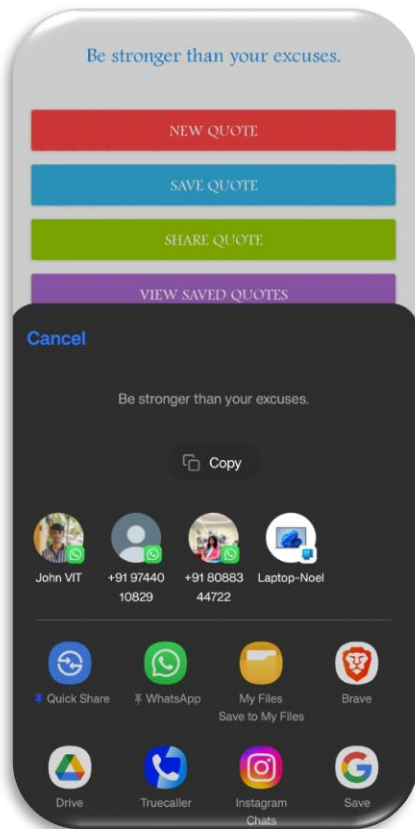 Be stronger than your excuses.
NEW QUOTE
SAVE QUOTE
SHARE QUOTE
VIEW SAVED QUOTES
Cancel
Be stronger than your excuses.
Copy
John VIT
+91 97440
10829
+91 80883
44722
Laptop-Noel
Quick Share
WhatsApp
My Files
Save to My Files
Brave
Drive
Truecaller
Instagram
Chats
Save